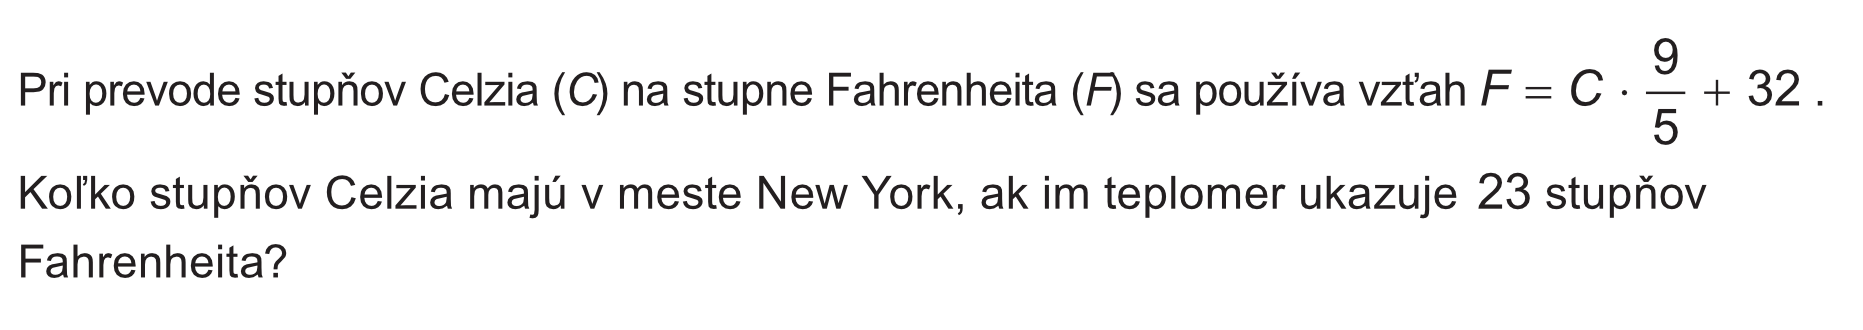 Pri prevode stupňov Celzia (C) na stupne Fahrenheita (F) sa používa vzťah F = C · 9/5 + 32 .
Koľko stupňov Celzia majú v meste New York, ak im teplomer ukazuje 23 stupňov
Fahrenheita?